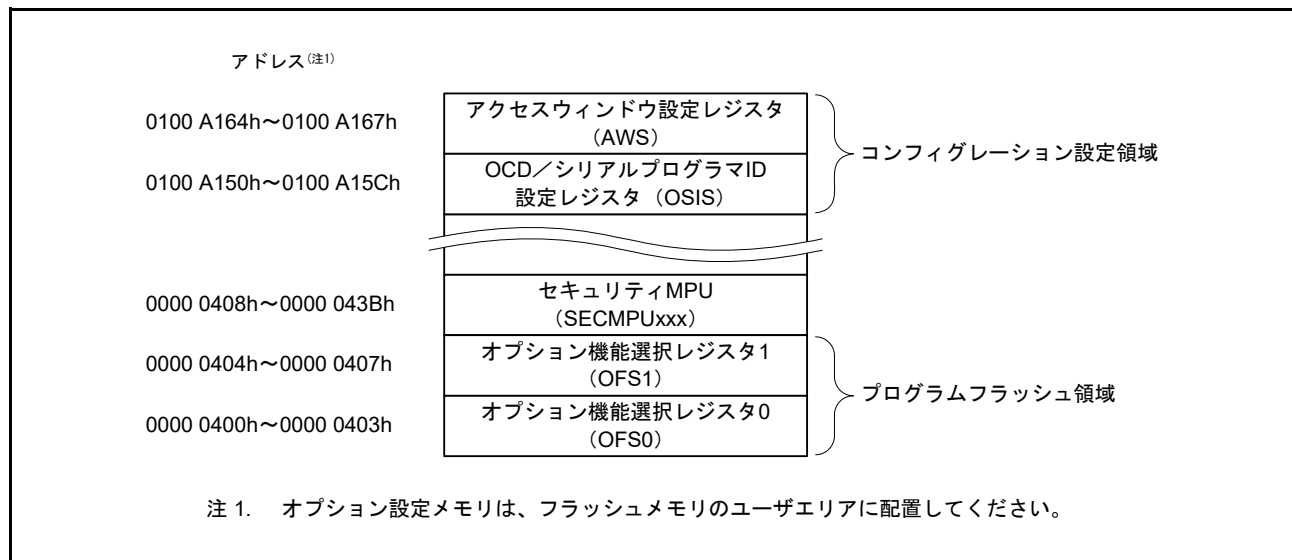 アドレス(注1)
0100 A164h～0100 A167h
アクセスウィンドウ設定レジスタ
（AWS）
コンフィグレーション設定領域
0100 A150h～0100 A15Ch
OCD／シリアルプログラマID
設定レジスタ（OSIS）
0000 0408h～0000 043Bh
セキュリティMPU
（SECMPUxxx）
0000 0404h～0000 0407h
オプション機能選択レジスタ1
（OFS1）
プログラムフラッシュ領域
0000 0400h～0000 0403h
オプション機能選択レジスタ0
（OFS0）
注 1. オプション設定メモリは、フラッシュメモリのユーザエリアに配置してください。